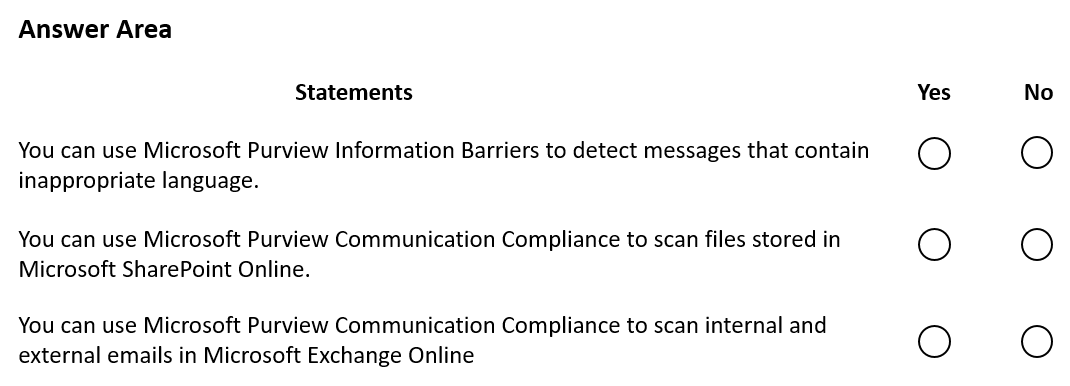 Answer Area
Statements Yes No
You can use Microsoft Purview Information Barriers to detect messages that contain
inappropriate language.
You can use Microsoft Purview Communication Compliance to scan files stored in
Microsoft SharePoint Online.
You can use Microsoft Purview Communication Compliance to scan internal and
external emails in Microsoft Exchange Online